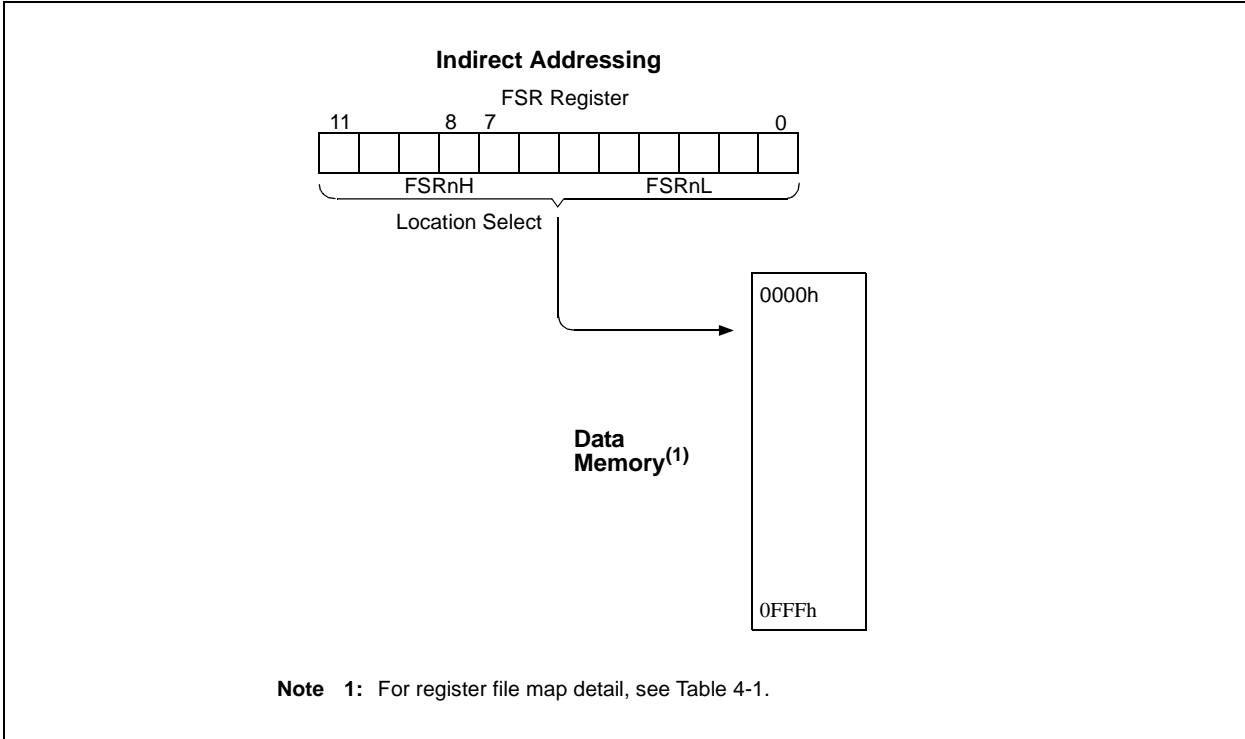 Indirect Addressing
FSR Register
11 8 7 0
FSRnH FSRnL
Location Select
0000h
Data
Memory(1)
0FFFh
Note 1: For register file map detail, see Table 4-1.